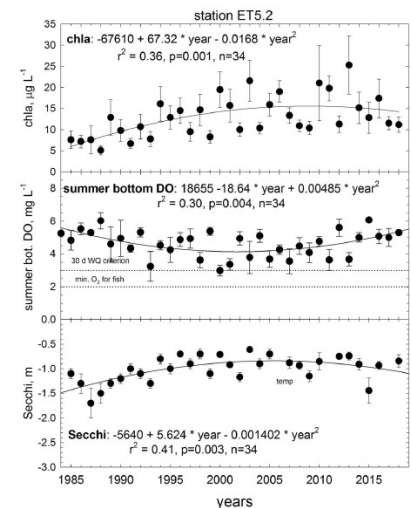 station ET5.2
chla: -67610 + 67.32 * year - 0.0168 * year²
r² = 0.36, p=0.001, n=34
chla, µg L⁻¹
30
25
20
15
10
5
0
summer bottom DO: 18655 -18.64 * year + 0.00485 * year²
r² = 0.30, p=0.004, n=34
summer bot. DO, mg L⁻¹
8
6
4
2
0.0
30 d WQ criterion
min. O₂ for fish
Secchi, m
-0.5
-1.0
-1.5
-2.0
-2.5
-3.0
temp
Secchi: -5640 + 5.624 * year - 0.001402 * year²
r² = 0.41, p=0.003, n=34
1985 1990 1995 2000 2005 2010 2015
years